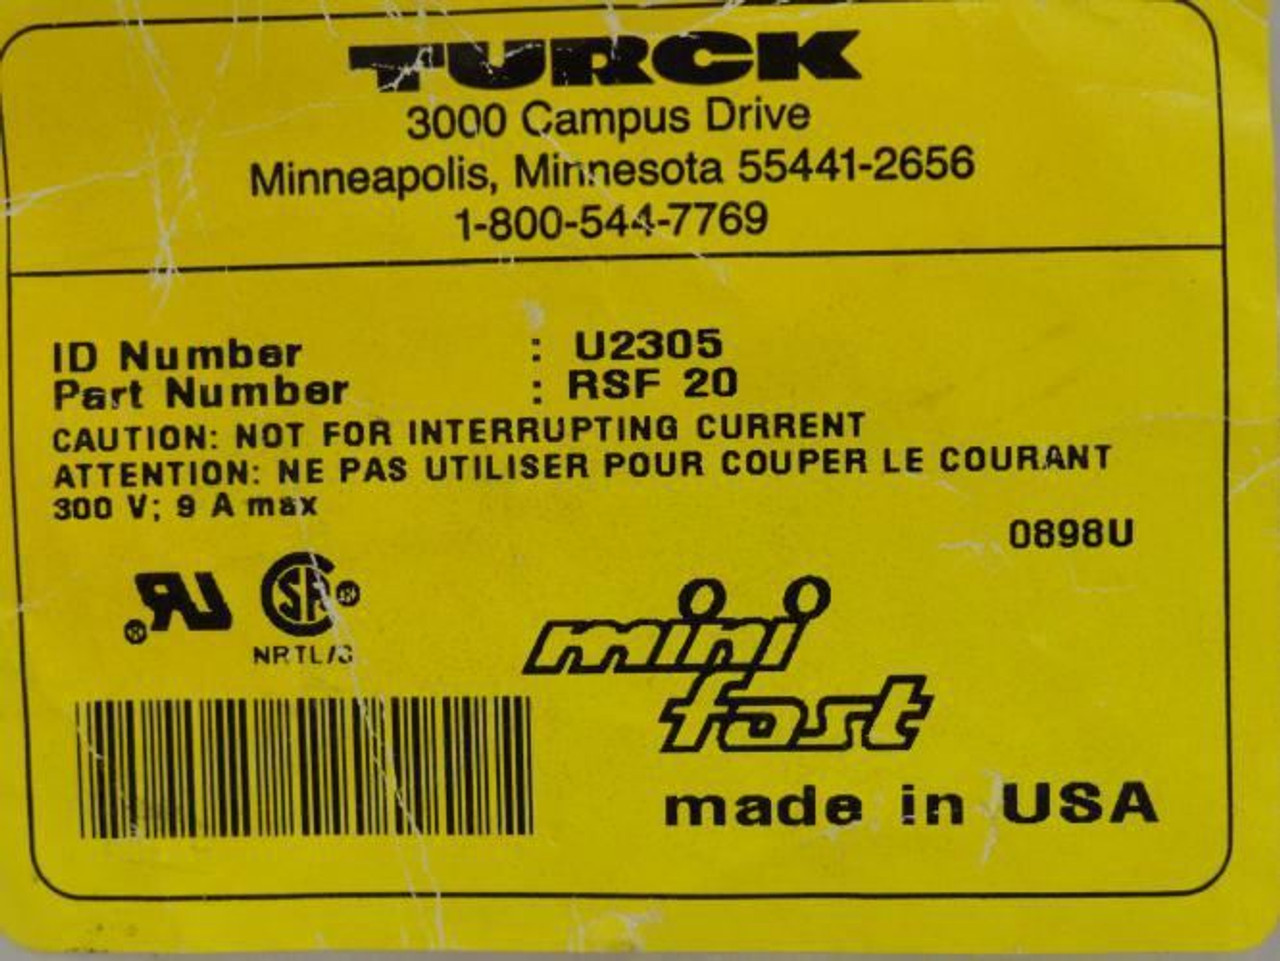 TURCK
3000 Campus Drive
Minneapolis, Minnesota 55441-2656
1-800-544-7769
ID Number : U2305
Part Number : RSF 20
CAUTION: NOT FOR INTERRUPTING CURRENT
ATTENTION: NE PAS UTILISER POUR COUPER LE COURANT
300 V; 9 A max
0898U
RU ® SA ®
NRTL/C
mini
fast
made in USA